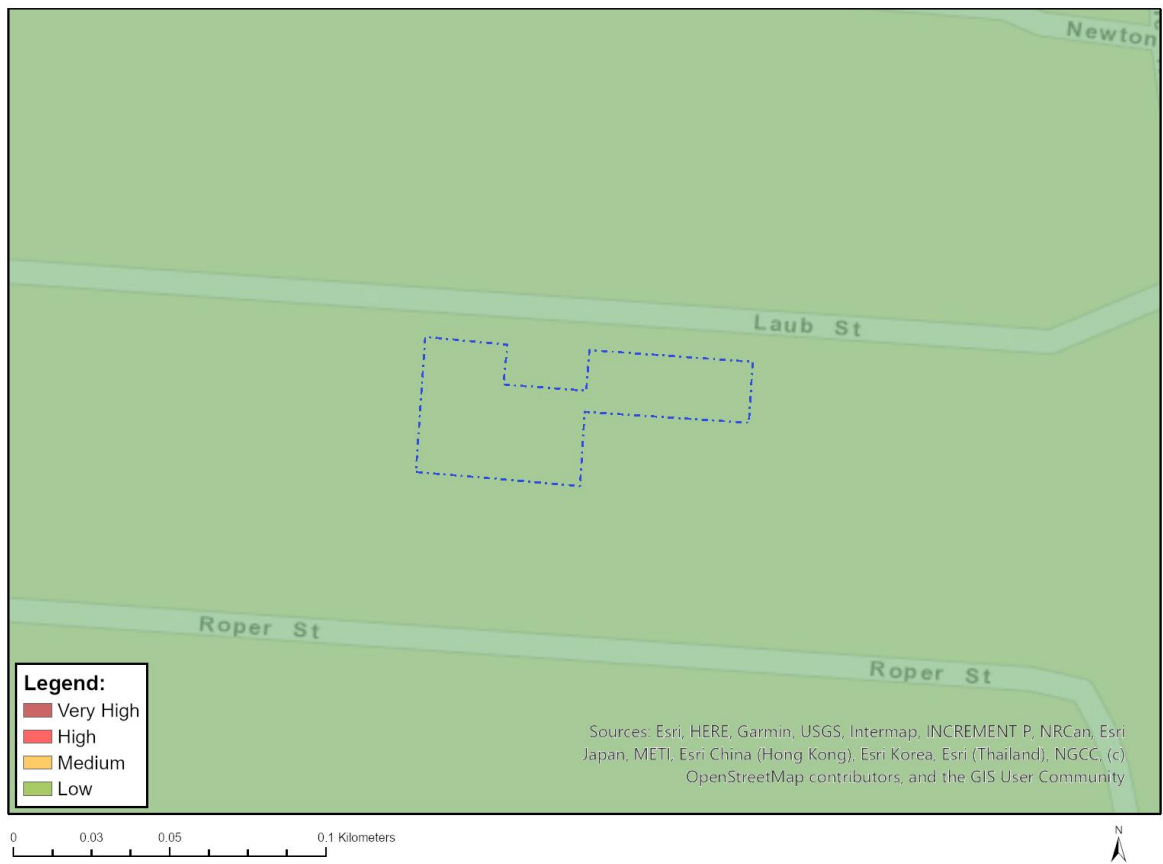 Newton
Laub St
Roper St
Roper St
Legend:
Very High
High
Medium
Low
Sources: Esri, HERE, Garmin, USGS, Intermap, INCREMENT P, NRCan, Esri
Japan, METI, Esri China (Hong Kong), Esri Korea, Esri (Thailand), NGCC, (c)
OpenStreetMap contributors, and the GIS User Community
0 0.03 0.05 0.1 Kilometers
N